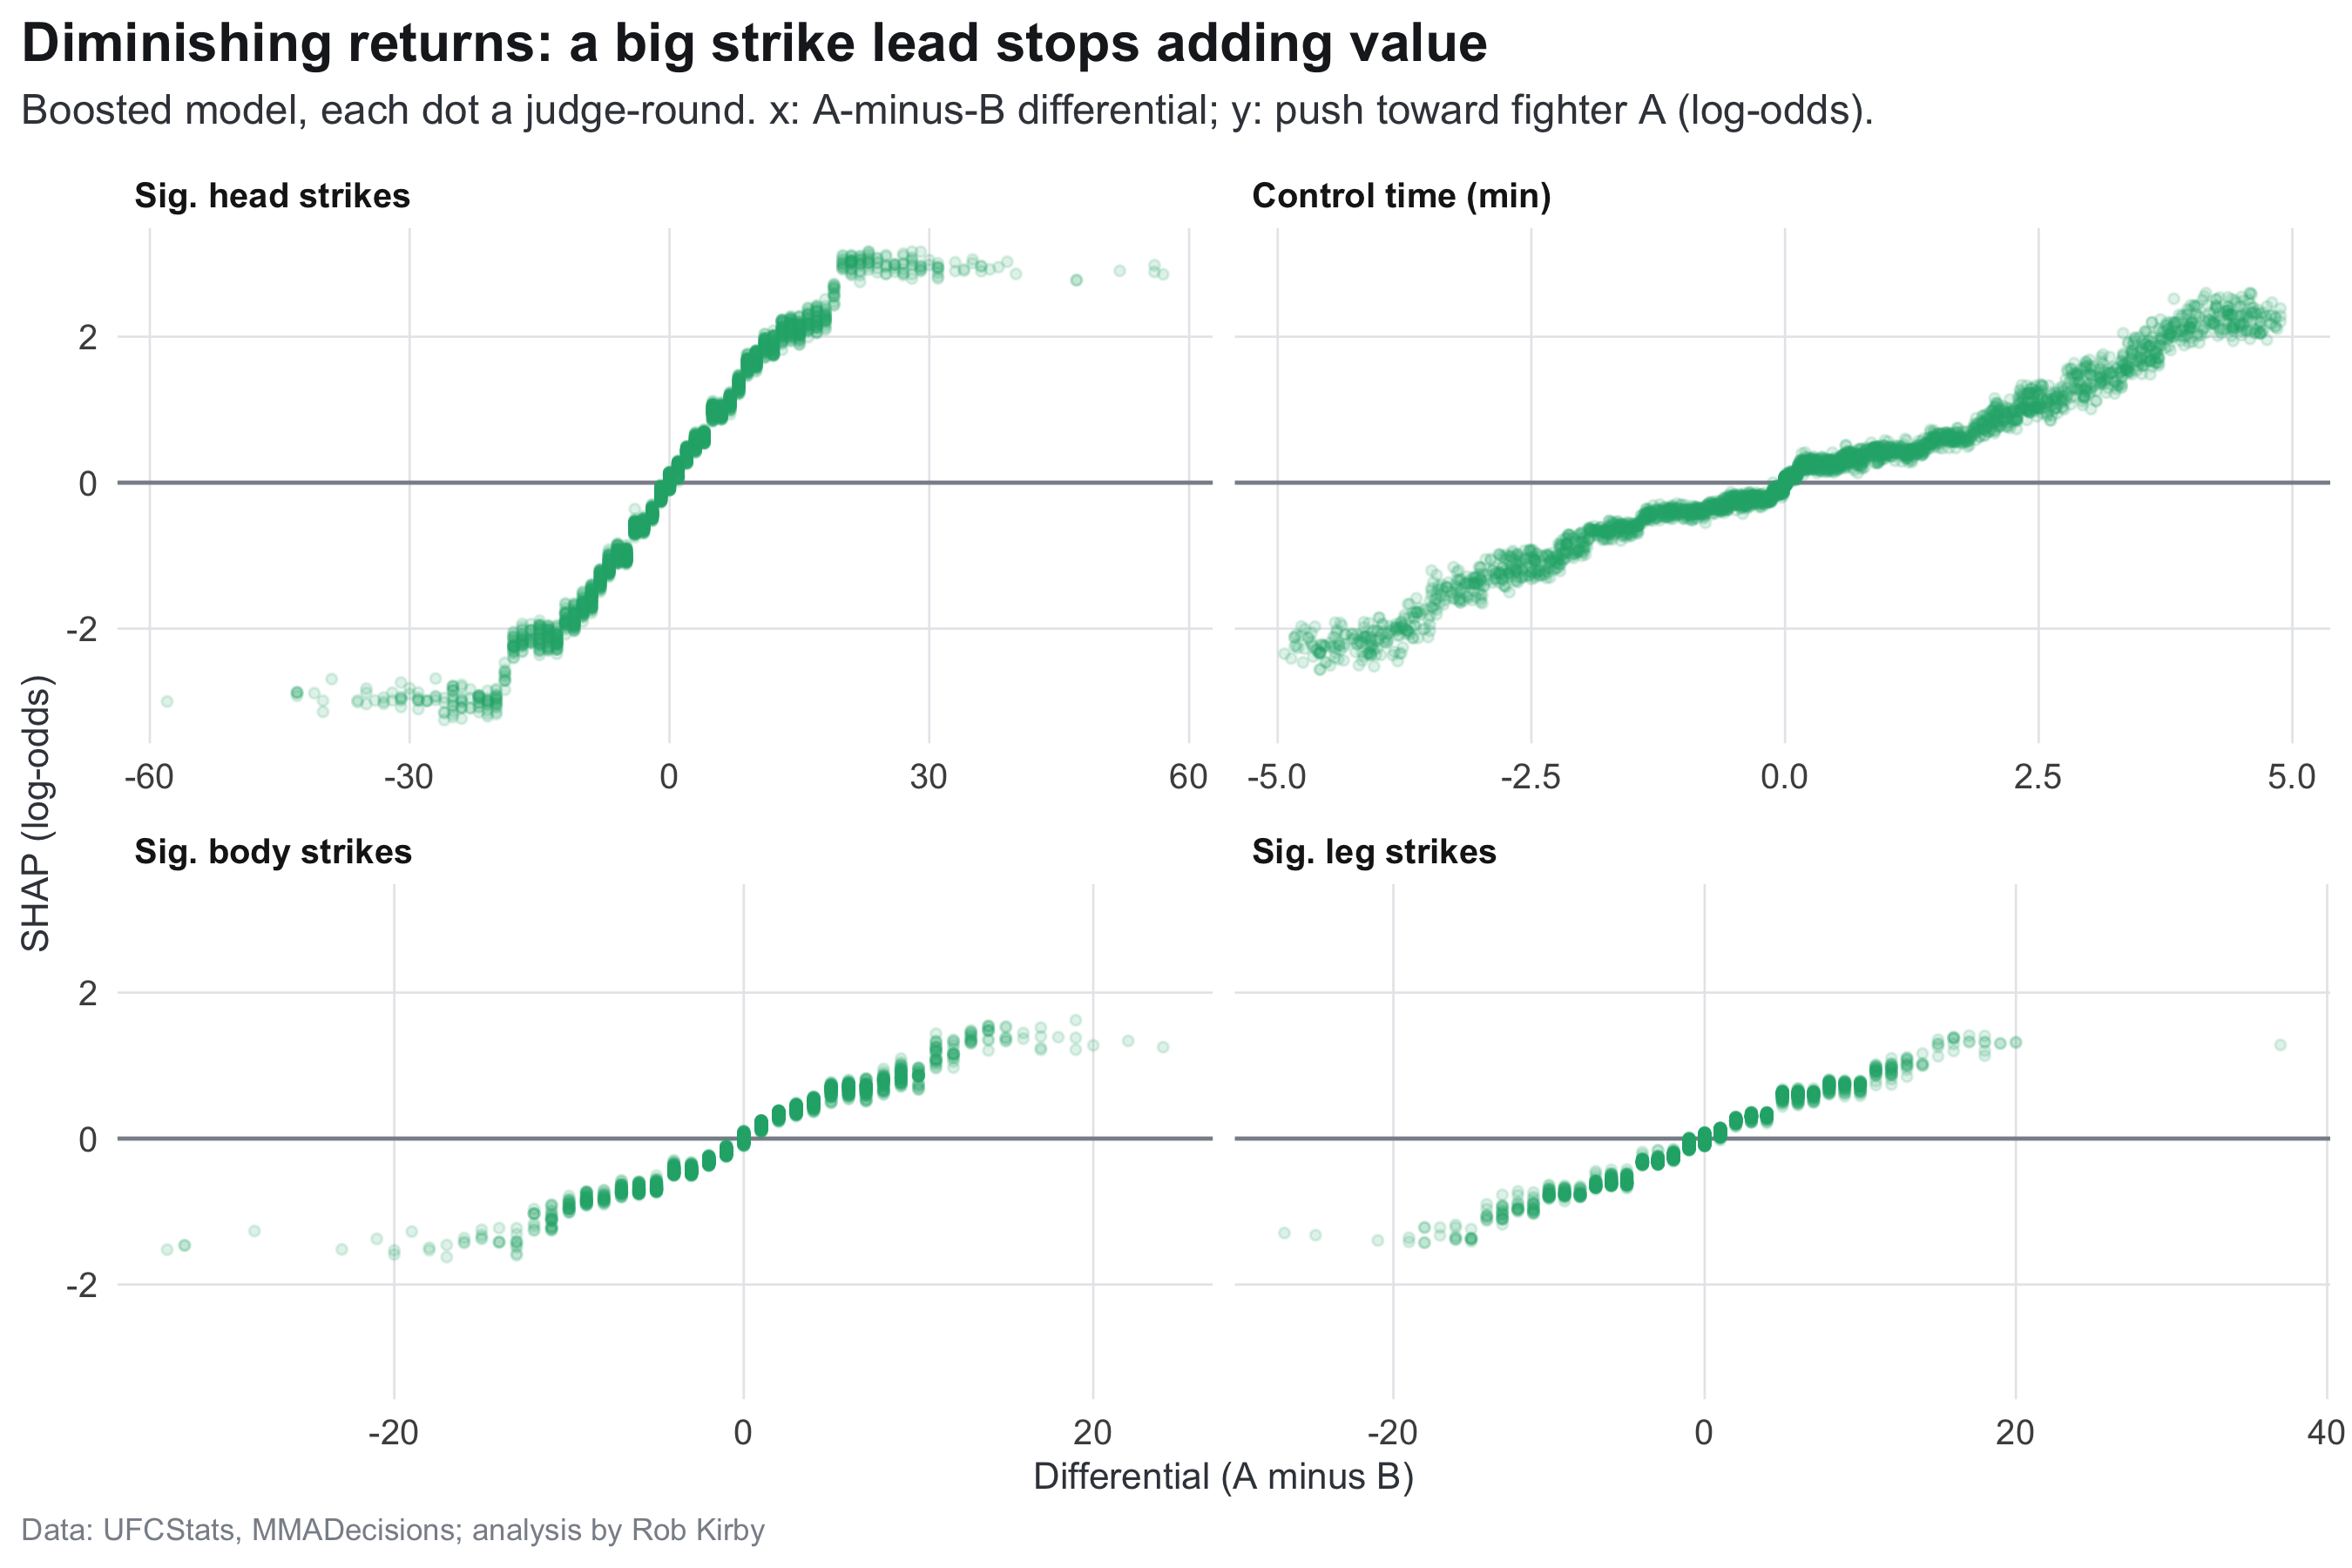 Diminishing returns: a big strike lead stops adding value
Boosted model, each dot a judge-round. x: A-minus-B differential; y: push toward fighter A (log-odds).
Sig. head strikes
Control time (min)
2
0
-2
-60
-30
0
30
60
-5.0
-2.5
0.0
2.5
5.0
SHAP (log-odds)
Sig. body strikes
Sig. leg strikes
2
0
-2
-20
0
20
-20
0
20
40
Differential (A minus B)
Data: UFCStats, MMADecisions; analysis by Rob Kirby